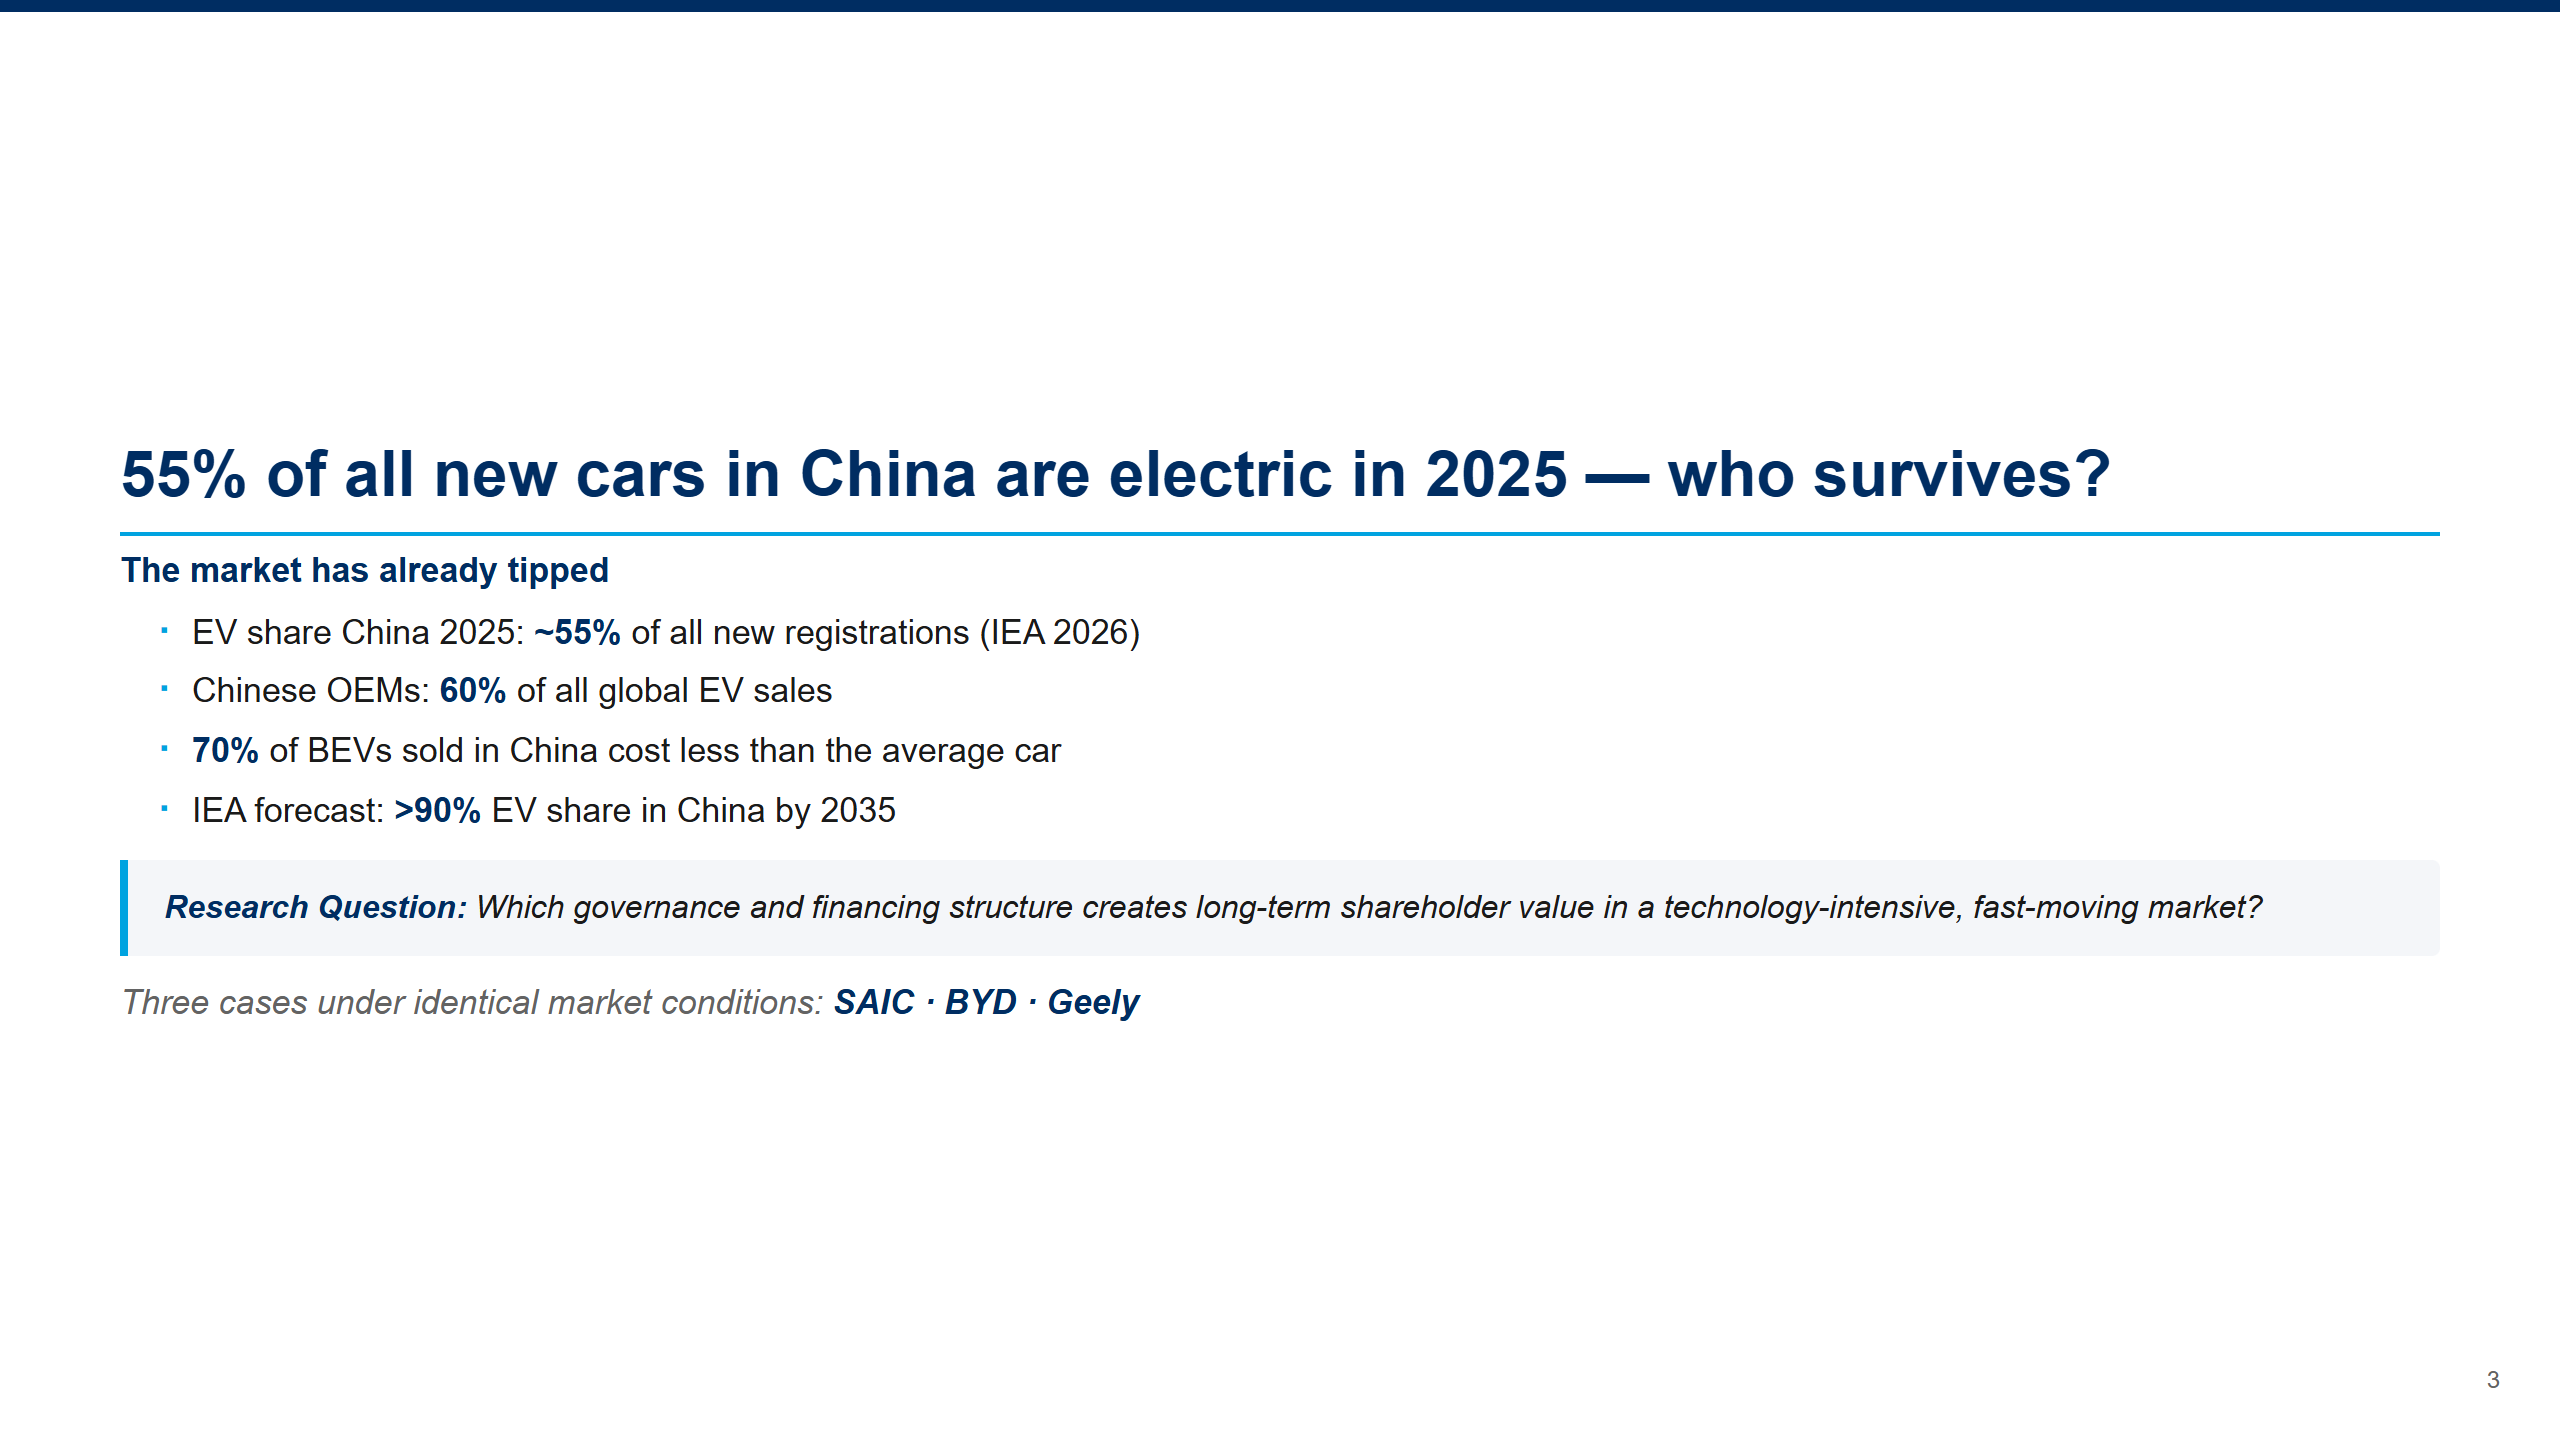 55% of all new cars in China are electric in 2025 — who survives?
The market has already tipped
▪ EV share China 2025: ~55% of all new registrations (IEA 2026)
▪ Chinese OEMs: 60% of all global EV sales
▪ 70% of BEVs sold in China cost less than the average car
▪ IEA forecast: >90% EV share in China by 2035
Research Question: Which governance and financing structure creates long-term shareholder value in a technology-intensive, fast-moving market?
Three cases under identical market conditions: SAIC · BYD · Geely
3